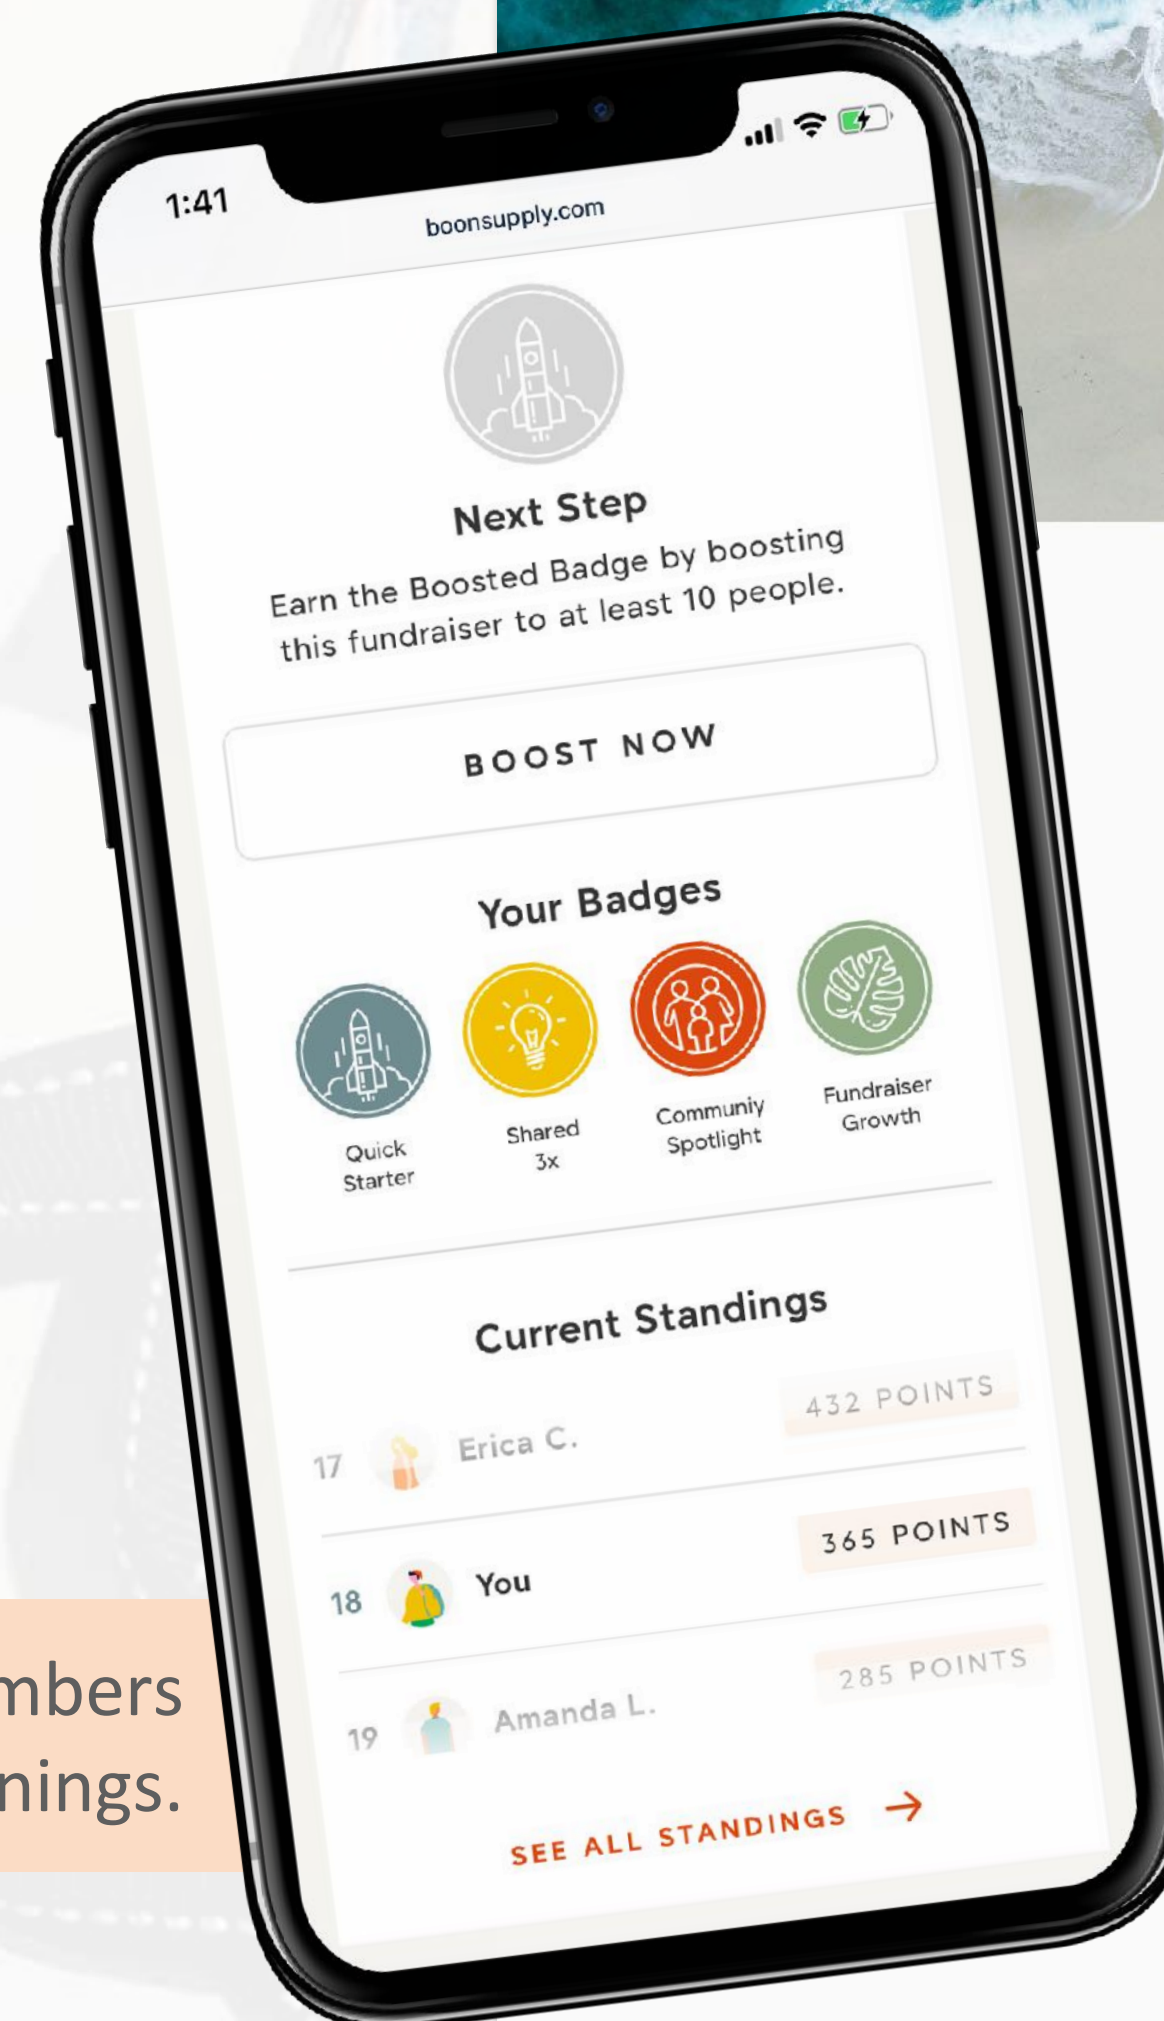 1:41
boonsupply.com
Next Step
Earn the Boosted Badge by boosting
this fundraiser to at least 10 people.
BOOST NOW
Your Badges
Quick
Starter
Shared
3x
Communiy
Spotlight
Fundraiser
Growth
Current Standings
17 Erica C. 432 POINTS
18 You 365 POINTS
19 Amanda L. 285 POINTS
SEE ALL STANDINGS →